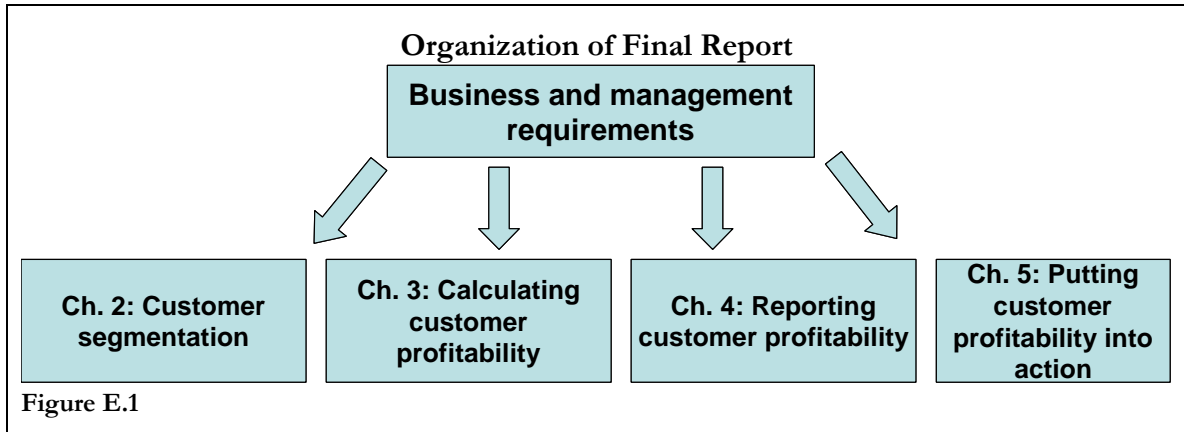 Organization of Final Report
Business and management
requirements
Ch. 2: Customer
segmentation
Ch. 3: Calculating
customer
profitability
Ch. 4: Reporting
customer profitability
Ch. 5: Putting
customer
profitability into
action
Figure E.1